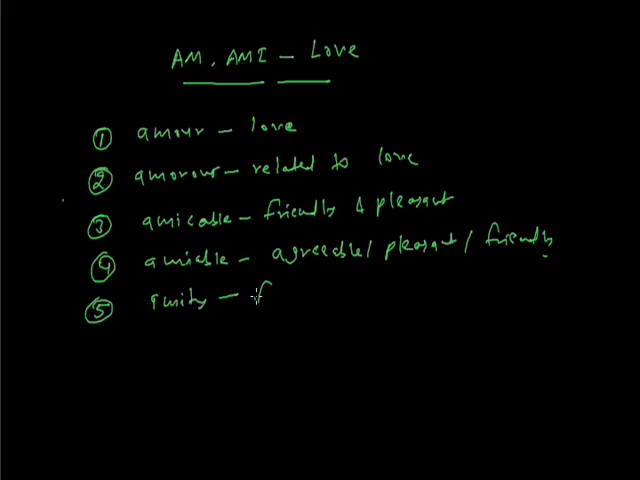 AM, AMI - Love
① amour - love
② amorous - related to love
③ amicable - friendly & pleasant
④ amiable - agreeable/ pleasant/ friendly
⑤ amity - f